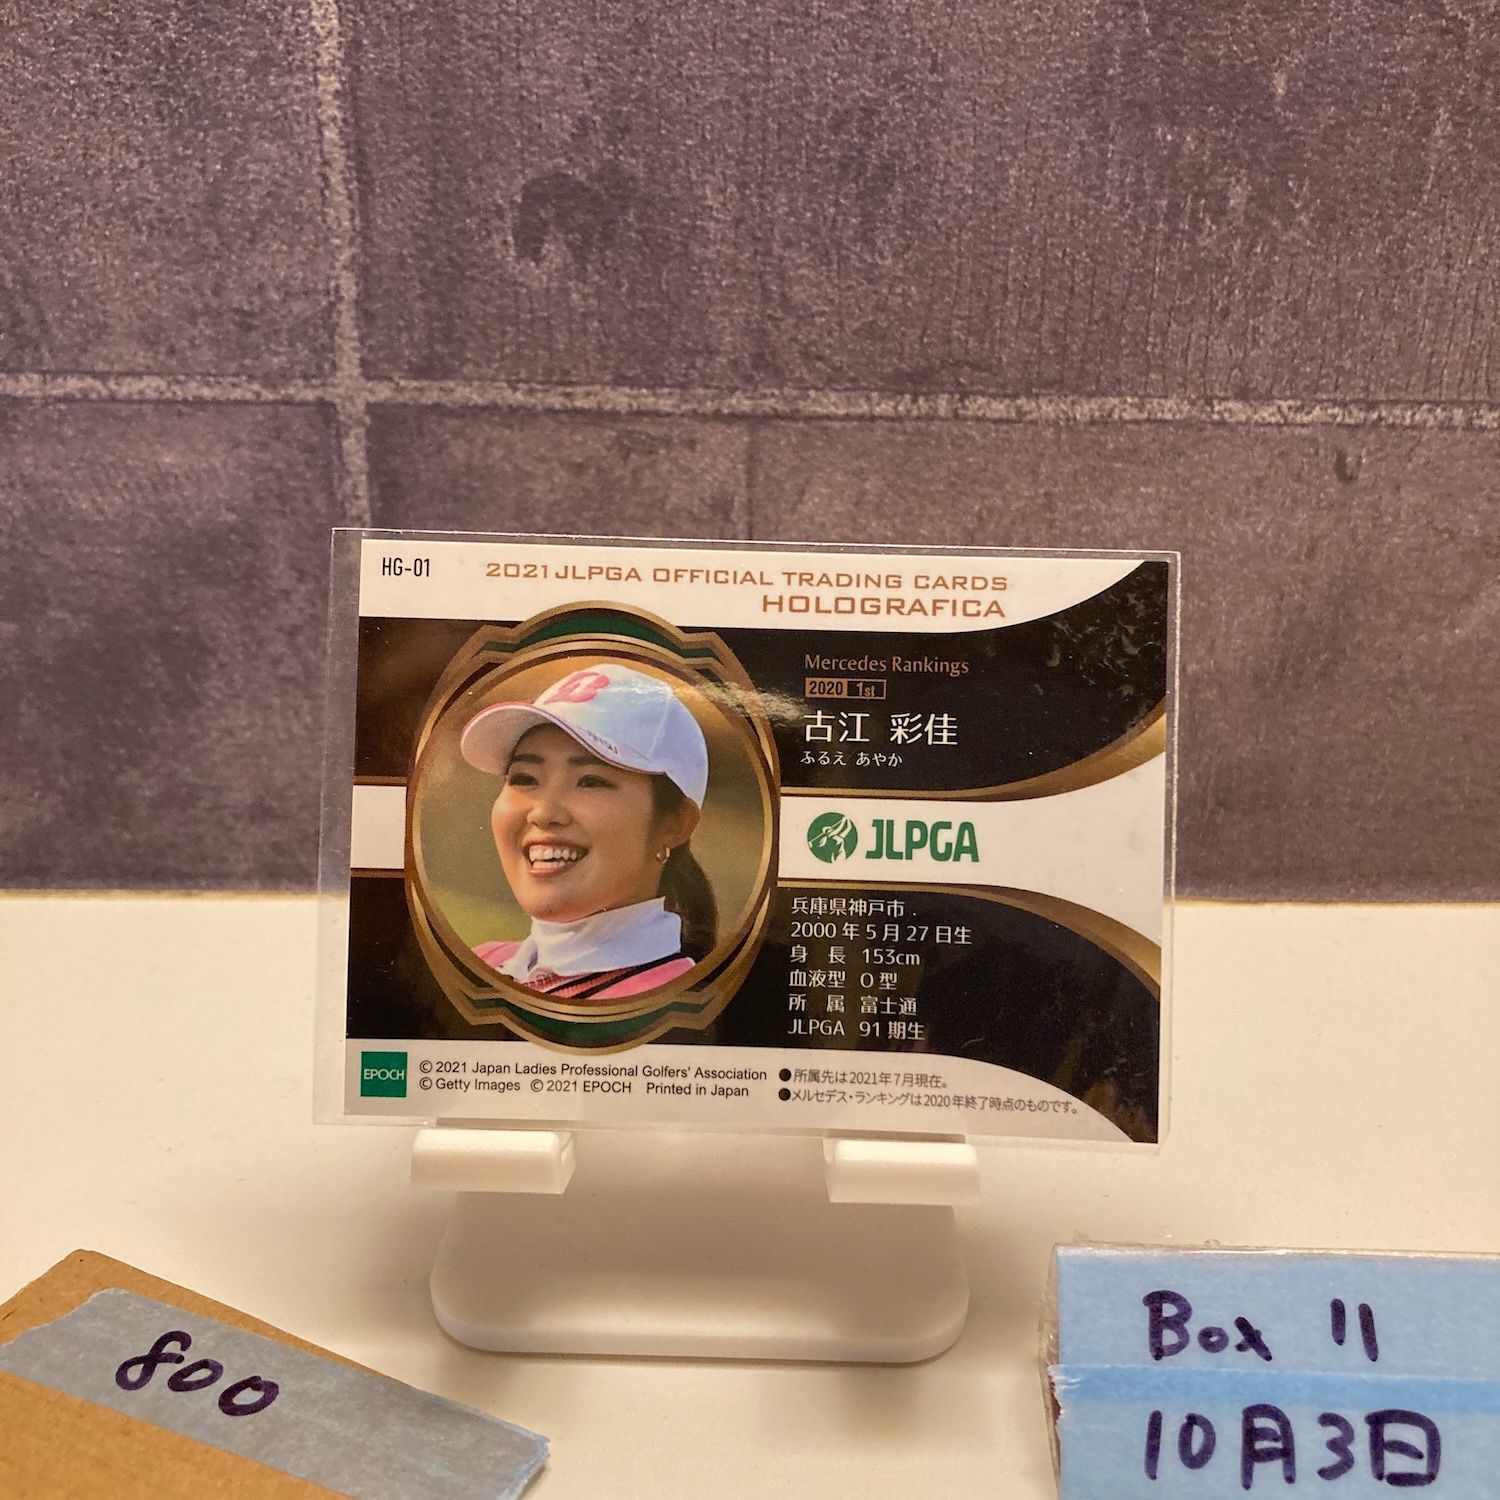 HG-01
2021 JLPGA OFFICIAL TRADING CARDS
HOLOGRAFICA
Mercedes Rankings
2020 1st
古江 彩佳
ふるえ あやか
JLPGA
兵庫県神戸市
2000 年 5 月 27 日生
身 長 153cm
血液型 O 型
所 属 富士通
JLPGA 91 期生
EPOCH
© 2021 Japan Ladies Professional Golfers' Association
© Getty Images © 2021 EPOCH Printed in Japan
●所属先は2021年7月現在。
●メルセデス・ランキングは2020年終了時点のものです。
800
Box 11
10月3日